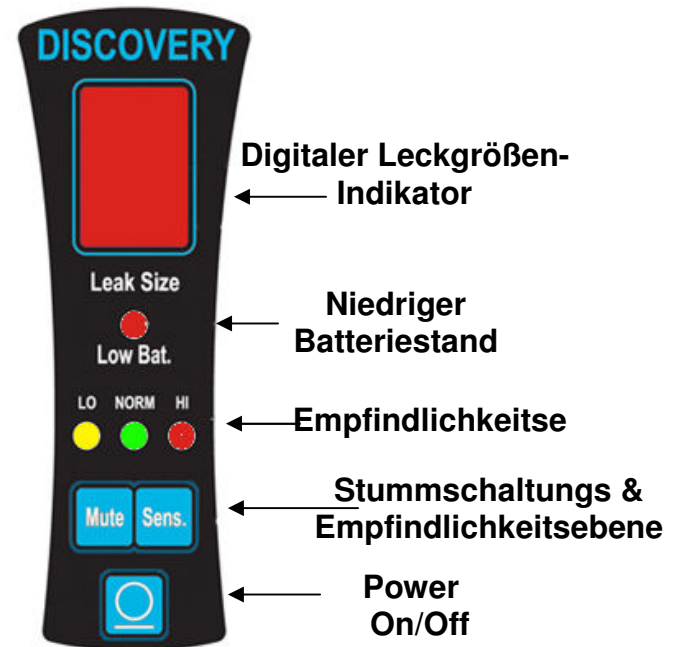 DISCOVERY
Digitaler Leckgrößen-
Indikator
Leak Size
Niedriger
Batteriestand
Low Bat.
LO NORM HI
Empfindlichkeitse
Stummschaltungs &
Empfindlichkeitsebene
Mute Sens.
Power
On/Off